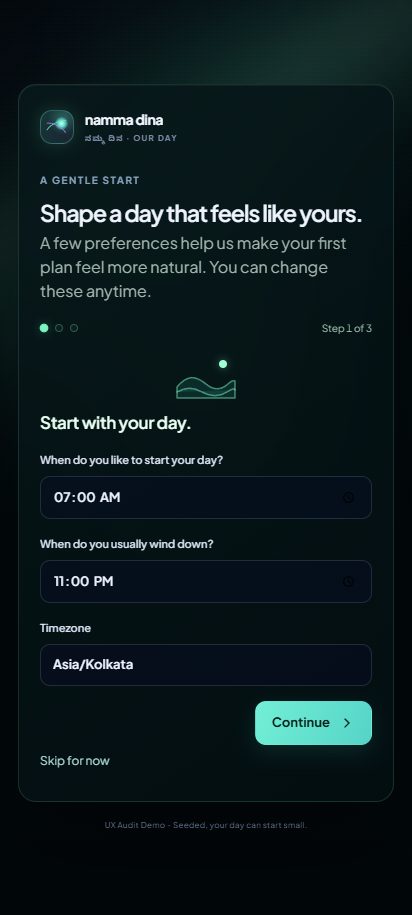 namma dina
ನಮ್ಮ ದಿನ · OUR DAY
A GENTLE START
Shape a day that feels like yours.
A few preferences help us make your first
plan feel more natural. You can change
these anytime.
Step 1 of 3
Start with your day.
When do you like to start your day?
07:00 AM
When do you usually wind down?
11:00 PM
Timezone
Asia/Kolkata
Continue
Skip for now
UX Audit Demo - Seeded, your day can start small.